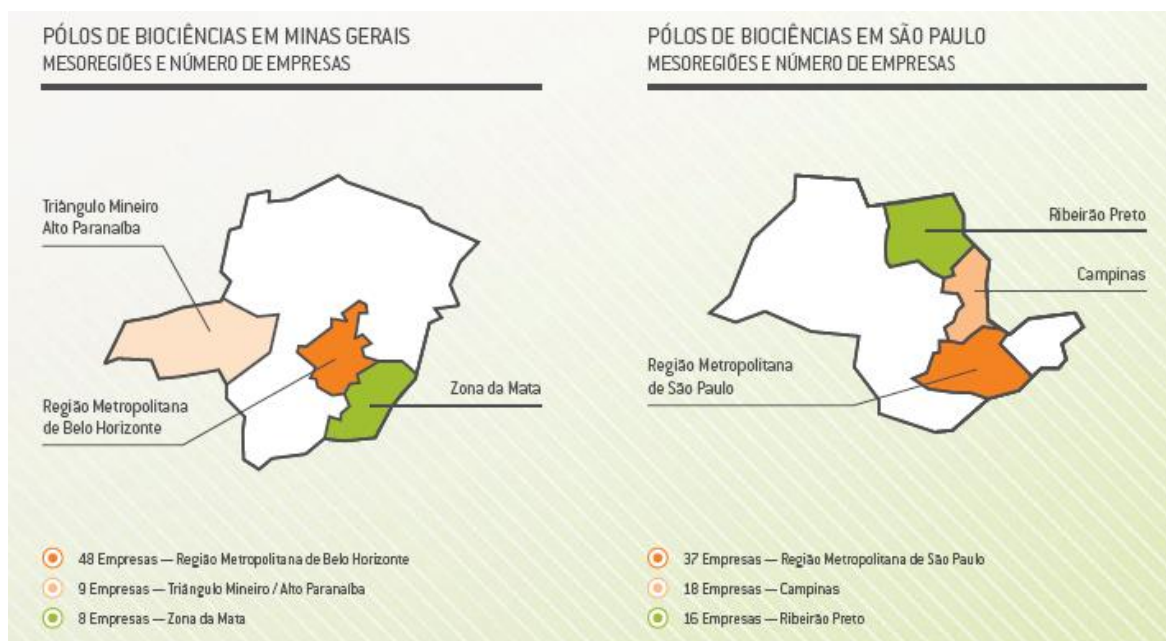 PÓLOS DE BIOCIÊNCIAS EM MINAS GERAIS
MESOREGIÕES E NÚMERO DE EMPRESAS
Triângulo Mineiro
Alto Paranaíba
Região Metropolitana
de Belo Horizonte
Zona da Mata
48 Empresas — Região Metropolitana de Belo Horizonte
9 Empresas — Triângulo Mineiro / Alto Paranaíba
8 Empresas — Zona da Mata
PÓLOS DE BIOCIÊNCIAS EM SÃO PAULO
MESOREGIÕES E NÚMERO DE EMPRESAS
Ribeirão Preto
Campinas
Região Metropolitana
de São Paulo
37 Empresas — Região Metropolitana de São Paulo
18 Empresas — Campinas
16 Empresas — Ribeirão Preto